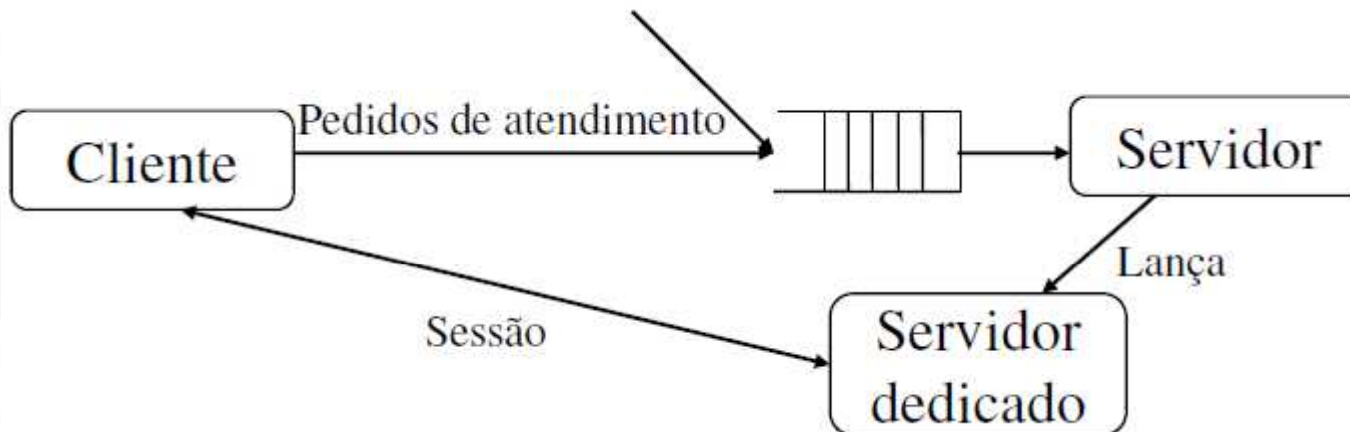 Pedidos de atendimento
Cliente
Servidor
Lança
Sessão
Servidor
dedicado